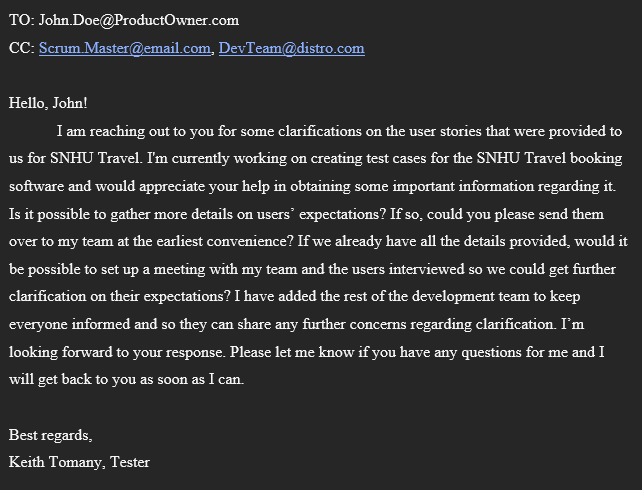 TO: John.Doe@ProductOwner.com
CC: Scrum.Master@email.com, DevTeam@distro.com
Hello, John!
I am reaching out to you for some clarifications on the user stories that were provided to
us for SNHU Travel. I'm currently working on creating test cases for the SNHU Travel booking
software and would appreciate your help in obtaining some important information regarding it.
Is it possible to gather more details on users’ expectations? If so, could you please send them
over to my team at the earliest convenience? If we already have all the details provided, would it
be possible to set up a meeting with my team and the users interviewed so we could get further
clarification on their expectations? I have added the rest of the development team to keep
everyone informed and so they can share any further concerns regarding clarification. I’m
looking forward to your response. Please let me know if you have any questions for me and I
will get back to you as soon as I can.
Best regards,
Keith Tomany, Tester